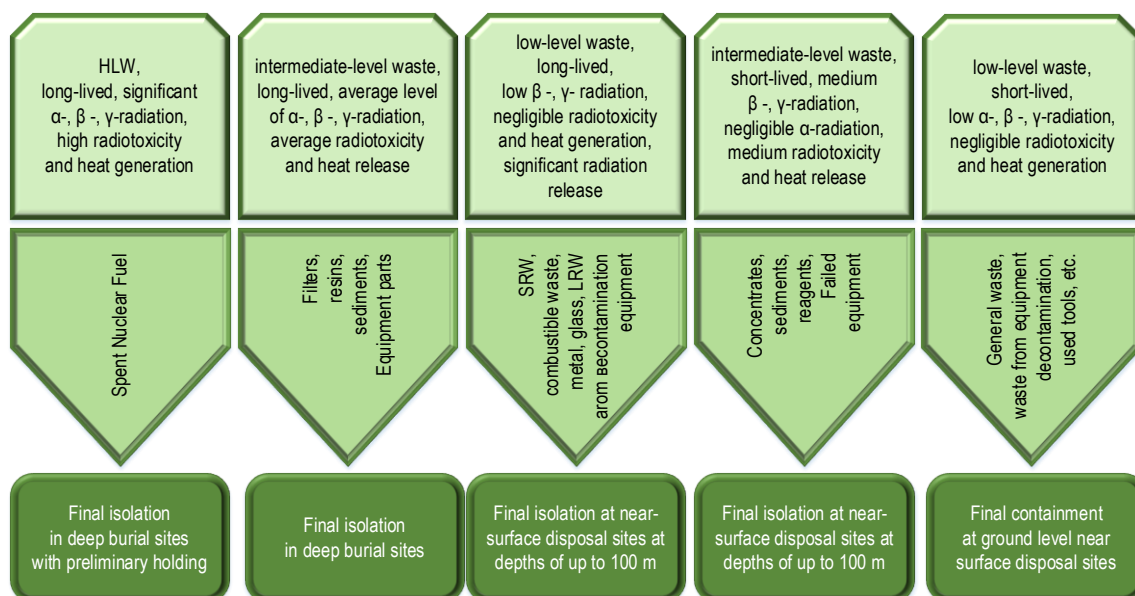 HLW,
long-lived, significant
α-, β -, γ-radiation,
high radiotoxicity
and heat generation
intermediate-level waste,
long-lived, average level
of α-, β -, γ-radiation,
average radiotoxicity
and heat release
low-level waste,
long-lived,
low β -, γ- radiation,
negligible radiotoxicity
and heat generation,
significant radiation
release
intermediate-level waste,
short-lived, medium
β -, γ-radiation,
negligible α-radiation,
medium radiotoxicity
and heat release
low-level waste,
short-lived,
low α-, β -, γ-radiation,
negligible radiotoxicity
and heat generation
Spent Nuclear Fuel
Filters,
resins,
sediments,
Equipment parts
SRW,
combustible waste,
metal, glass, LRW
arom вecontamination
equipment
Concentrates,
sediments,
reagents,
Failed
equipment
General waste,
waste from equipment
decontamination,
used tools, etc.
Final isolation
in deep burial sites
with preliminary holding
Final isolation
in deep burial sites
Final isolation at near-
surface disposal sites at
depths of up to 100 m
Final isolation at near-
surface disposal sites at
depths of up to 100 m
Final containment
at ground level near
surface disposal sites